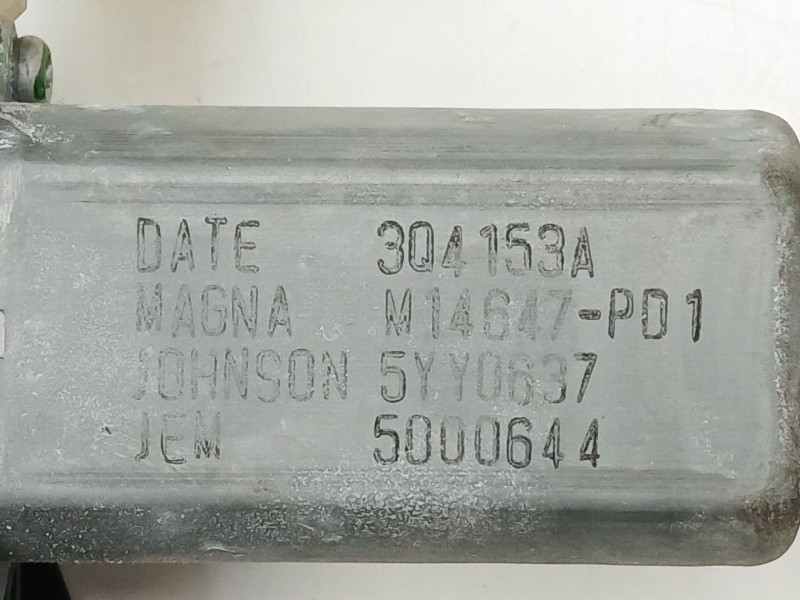 DATE 3Q4153A
MAGNA M14647-PD1
JOHNSON 5YY0637
JEM 5000644